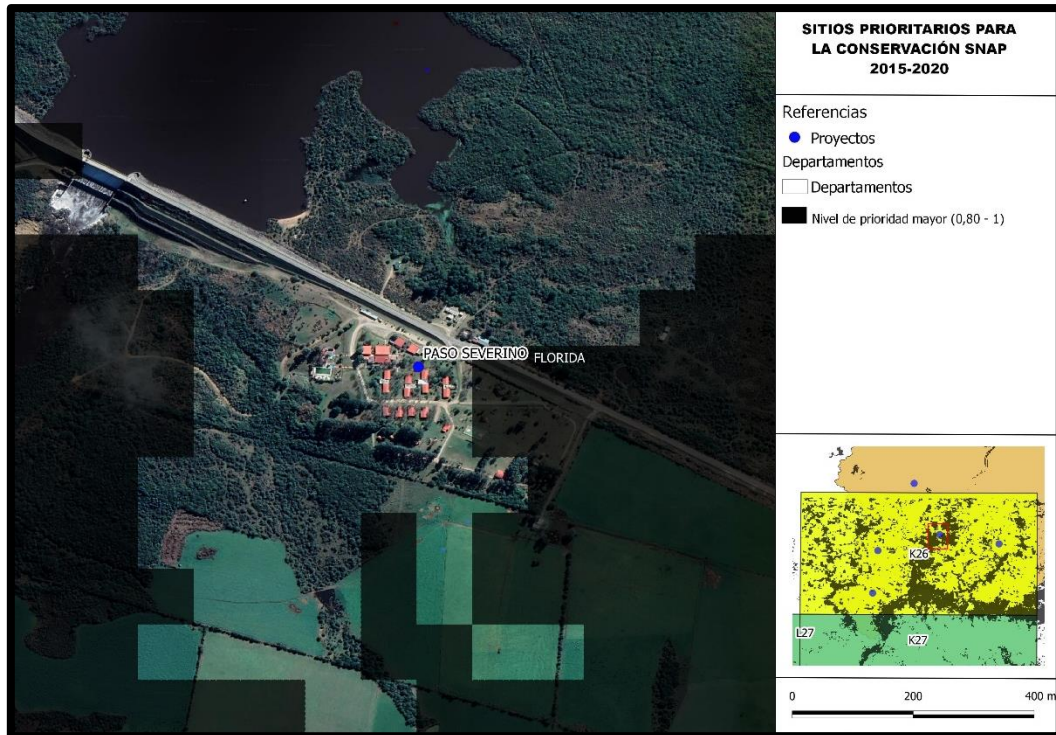 SITIOS PRIORITARIOS PARA
LA CONSERVACIÓN SNAP
2015-2020
Referencias
Proyectos
Departamentos
Departamentos
Nivel de prioridad mayor (0,80 - 1)
PASO SEVERINO
FLORIDA
K26
L27
K27
0 200 400 m